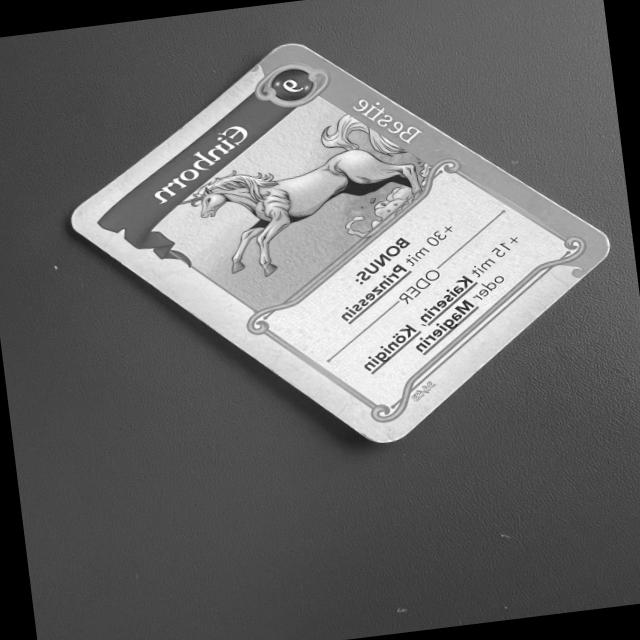 9
Einhorn
Bestie
BONUS:
+30 mit Prinzessin
ODER
+15 mit Kaiserin, Königin
oder Magierin